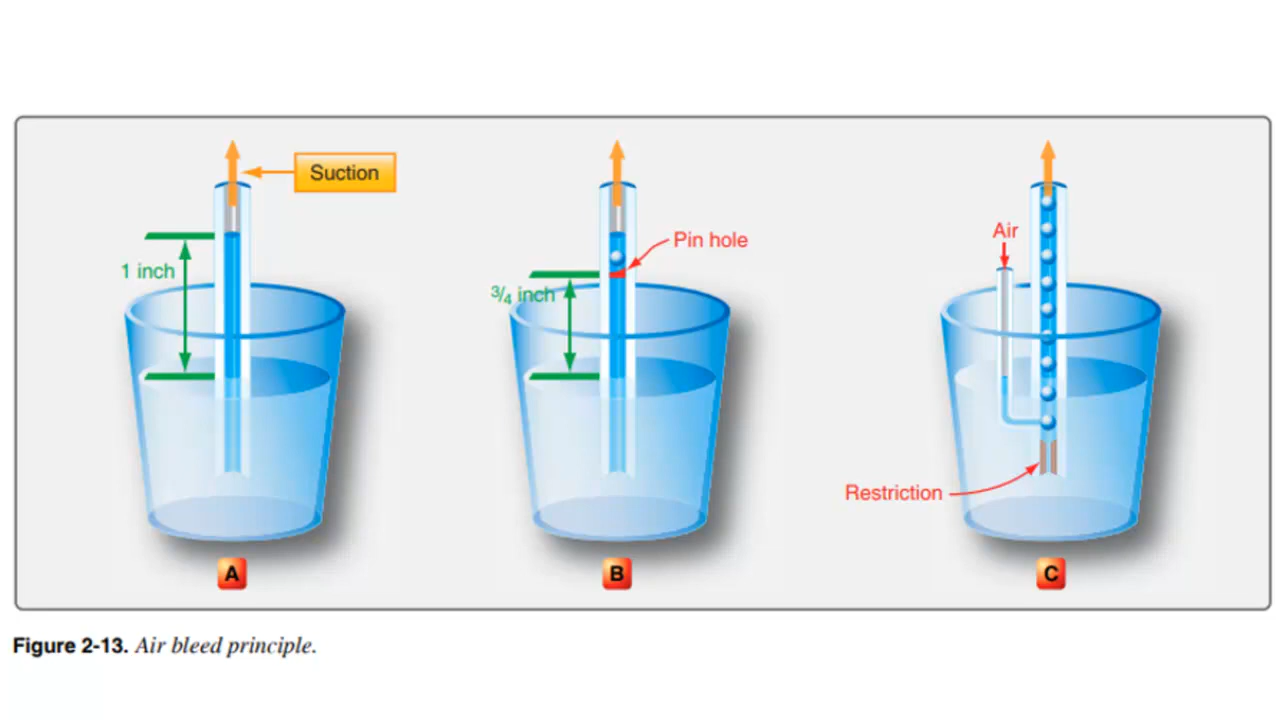 Suction
1 inch
A
Pin hole
3/4 inch
B
Air
Restriction
C
Figure 2-13. Air bleed principle.